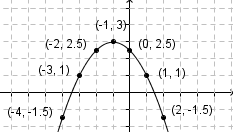 (-1, 3)
(-2, 2.5) (0, 2.5)
(-3, 1) (1, 1)
(-4, -1.5) (2, -1.5)